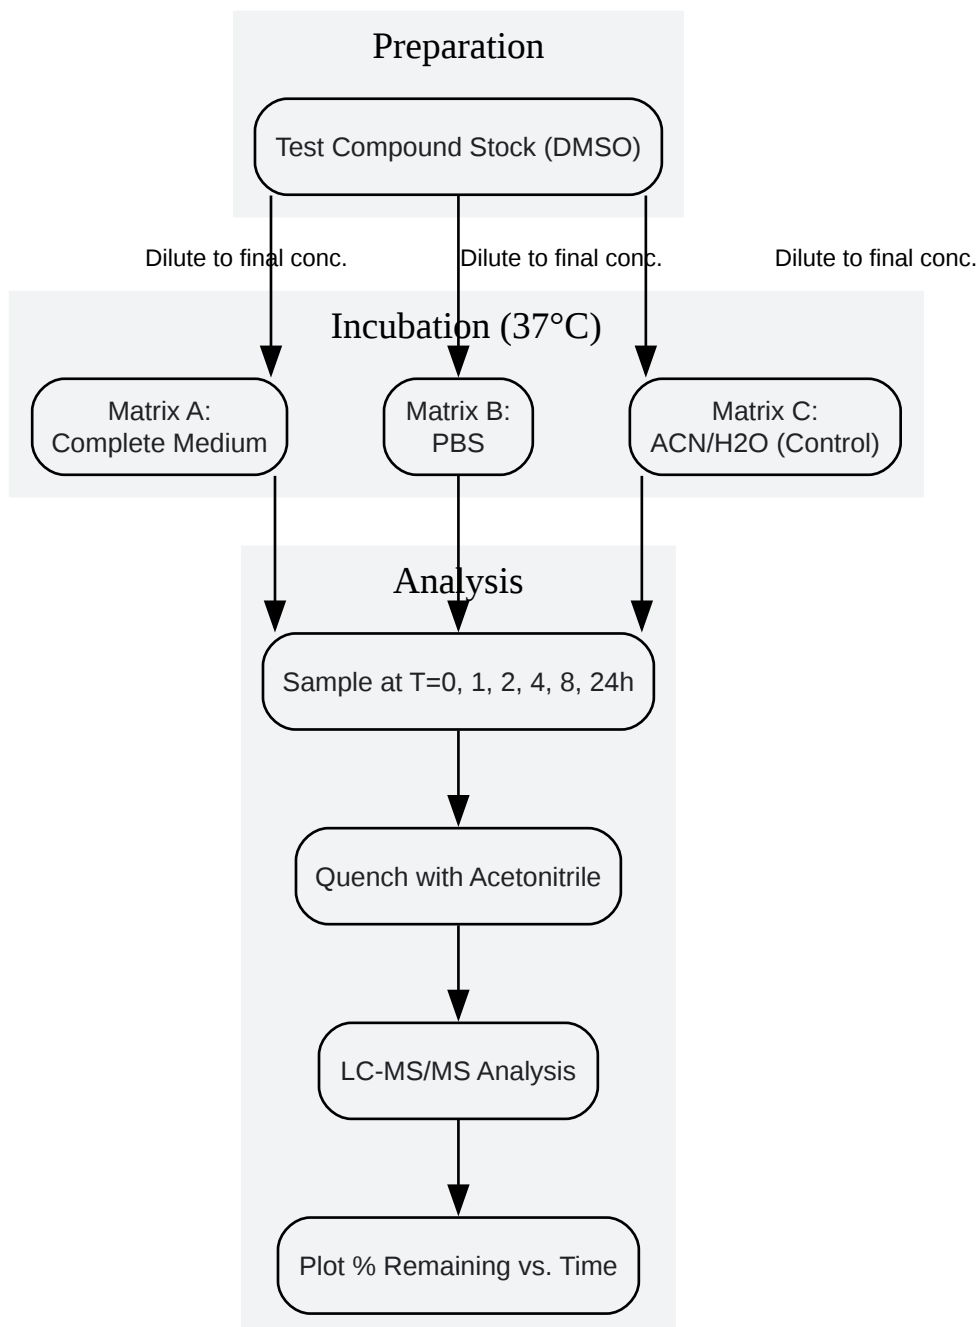 Preparation
Test Compound Stock (DMSO)
Dilute to final conc.
Dilute to final conc.
Dilute to final conc.
Incubation (37°C)
Matrix A:
Complete Medium
Matrix B:
PBS
Matrix C:
ACN/H2O (Control)
Analysis
Sample at T=0, 1, 2, 4, 8, 24h
Quench with Acetonitrile
LC-MS/MS Analysis
Plot % Remaining vs. Time